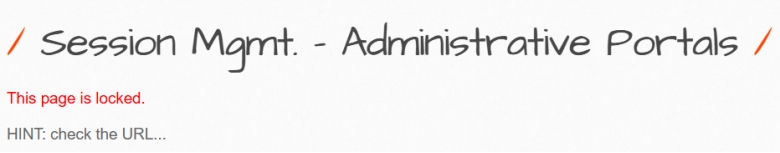 / Session Mgmt. - Administrative Portals /
This page is locked.
HINT: check the URL...